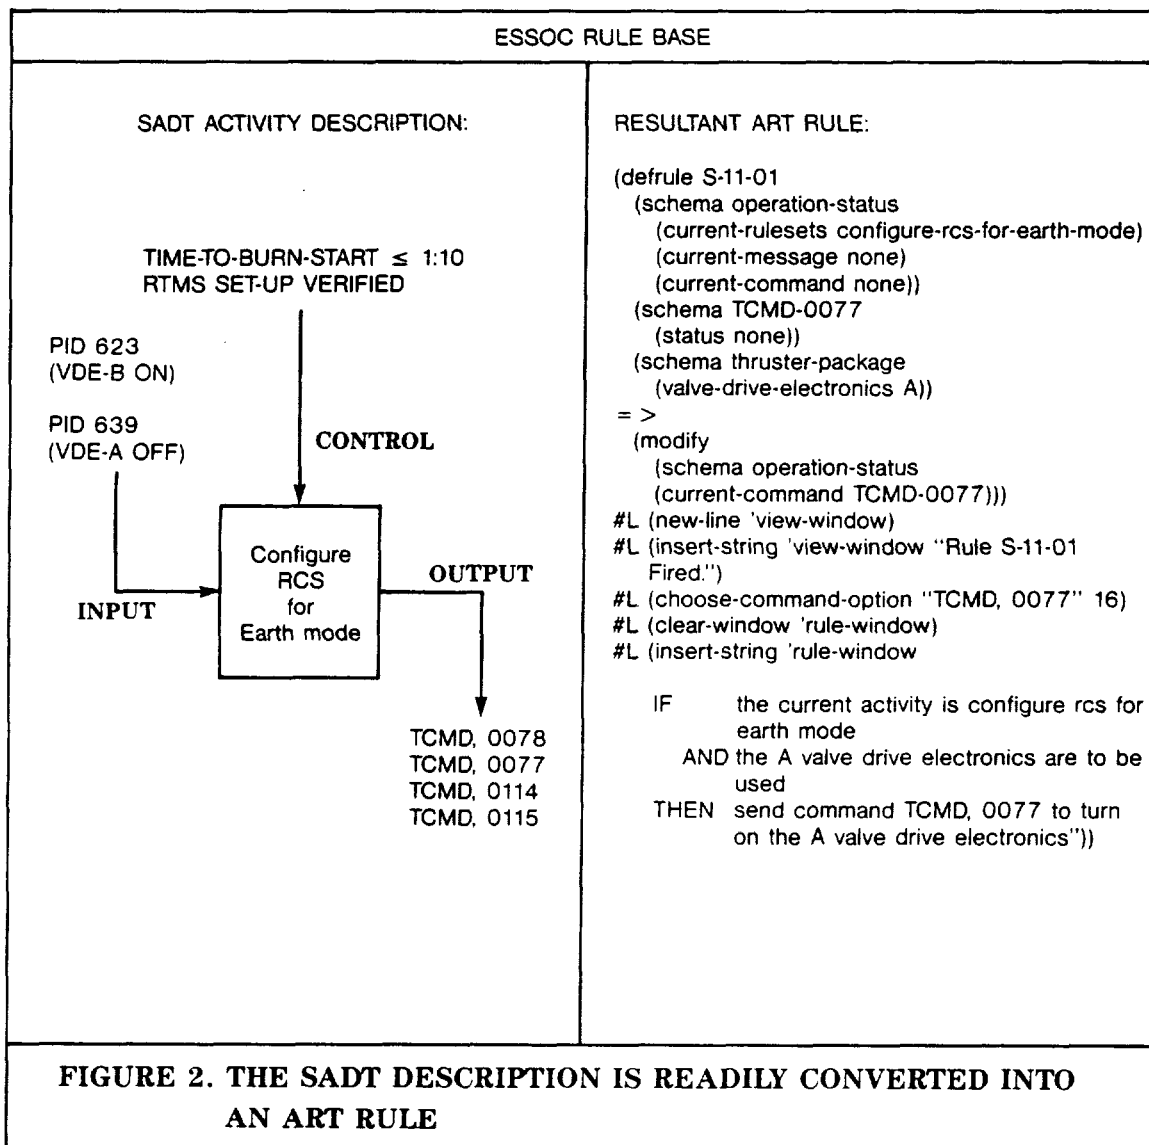 ESSOC RULE BASE
SADT ACTIVITY DESCRIPTION:
TIME-TO-BURN-START ≤ 1:10
RTMS SET-UP VERIFIED
PID 623
(VDE-B ON)
PID 639
(VDE-A OFF)
CONTROL
INPUT
Configure
RCS
for
Earth mode
OUTPUT
TCMD, 0078
TCMD, 0077
TCMD, 0114
TCMD, 0115
RESULTANT ART RULE:
(defrule S-11-01
(schema operation-status
(current-rulesets configure-rcs-for-earth-mode)
(current-message none)
(current-command none))
(schema TCMD-0077
(status none))
(schema thruster-package
(valve-drive-electronics A))
= >
(modify
(schema operation-status
(current-command TCMD-0077)))
#L (new-line 'view-window)
#L (insert-string 'view-window "Rule S-11-01
Fired.")
#L (choose-command-option "TCMD, 0077" 16)
#L (clear-window 'rule-window)
#L (insert-string 'rule-window
IF the current activity is configure rcs for
earth mode
AND the A valve drive electronics are to be
used
THEN send command TCMD, 0077 to turn
on the A valve drive electronics"))
FIGURE 2. THE SADT DESCRIPTION IS READILY CONVERTED INTO
AN ART RULE